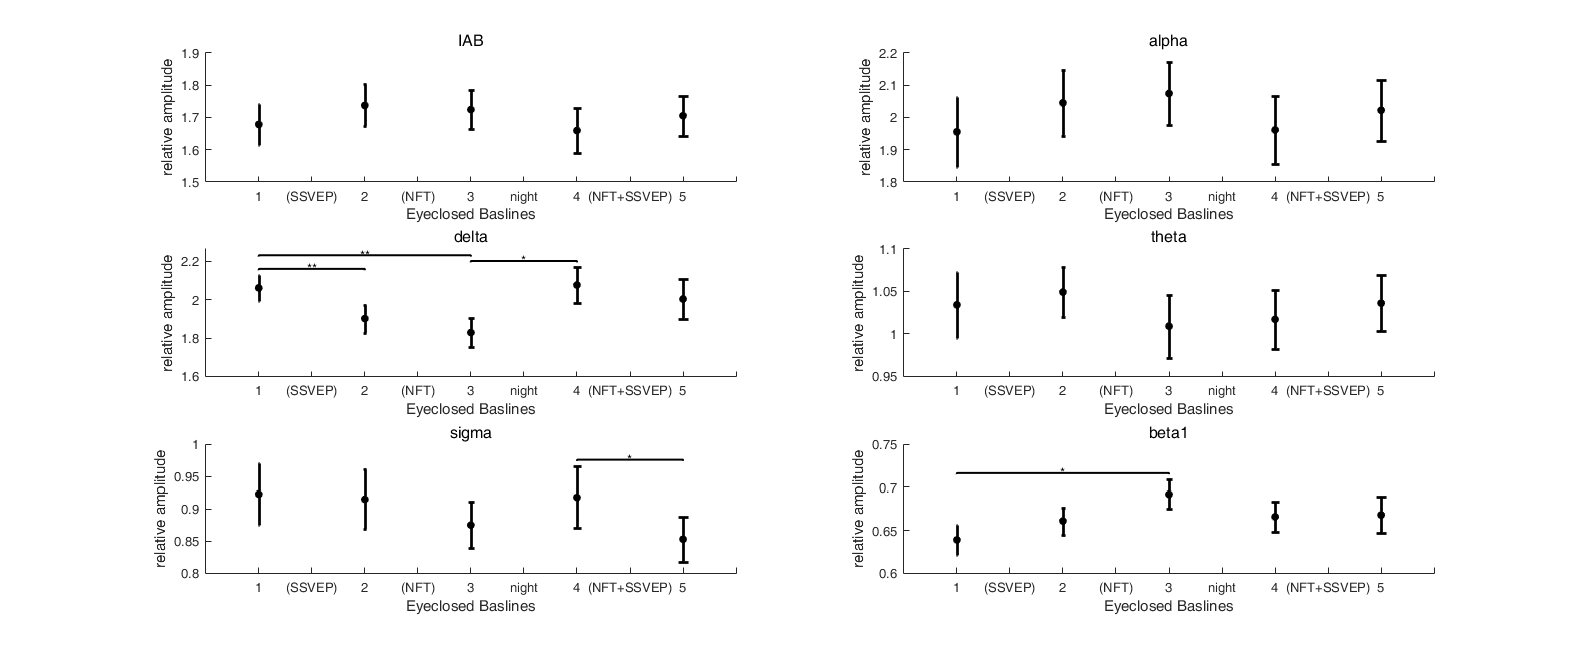 IAB
relative amplitude
1.9
1.8
1.7
1.6
1.5
1 (SSVEP) 2 (NFT) 3 night 4 (NFT+SSVEP) 5
Eyeclosed Baslines
alpha
relative amplitude
2.2
2.1
2
1.9
1.8
1 (SSVEP) 2 (NFT) 3 night 4 (NFT+SSVEP) 5
Eyeclosed Baslines
delta
relative amplitude
2.2
2
1.8
1.6
**
**
*
1 (SSVEP) 2 (NFT) 3 night 4 (NFT+SSVEP) 5
Eyeclosed Baslines
theta
relative amplitude
1.1
1.05
1
0.95
1 (SSVEP) 2 (NFT) 3 night 4 (NFT+SSVEP) 5
Eyeclosed Baslines
sigma
relative amplitude
1
0.95
0.9
0.85
0.8
*
1 (SSVEP) 2 (NFT) 3 night 4 (NFT+SSVEP) 5
Eyeclosed Baslines
beta1
relative amplitude
0.75
0.7
0.65
0.6
*
1 (SSVEP) 2 (NFT) 3 night 4 (NFT+SSVEP) 5
Eyeclosed Baslines